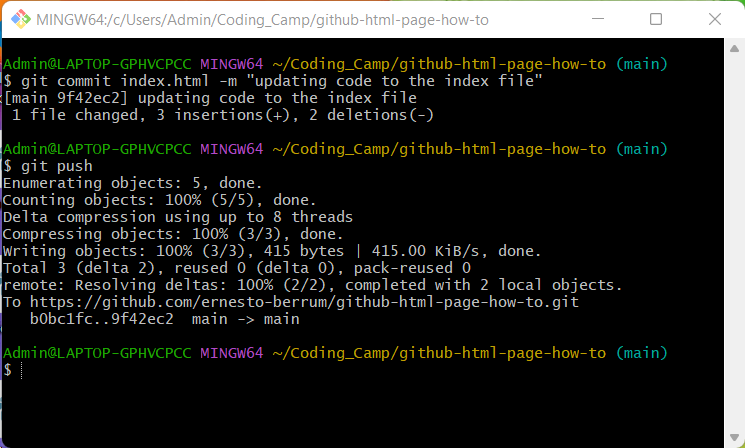 MINGW64:/c/Users/Admin/Coding_Camp/github-html-page-how-to
Admin@LAPTOP-GPHVCPCC MINGW64 ~/Coding_Camp/github-html-page-how-to (main)
$ git commit index.html -m "updating code to the index file"
[main 9f42ec2] updating code to the index file
 1 file changed, 3 insertions(+), 2 deletions(-)
Admin@LAPTOP-GPHVCPCC MINGW64 ~/Coding_Camp/github-html-page-how-to (main)
$ git push
Enumerating objects: 5, done.
Counting objects: 100% (5/5), done.
Delta compression using up to 8 threads
Compressing objects: 100% (3/3), done.
Writing objects: 100% (3/3), 415 bytes | 415.00 KiB/s, done.
Total 3 (delta 2), reused 0 (delta 0), pack-reused 0
remote: Resolving deltas: 100% (2/2), completed with 2 local objects.
To https://github.com/ernesto-berrum/github-html-page-how-to.git
   b0bc1fc..9f42ec2  main -> main
Admin@LAPTOP-GPHVCPCC MINGW64 ~/Coding_Camp/github-html-page-how-to (main)
$